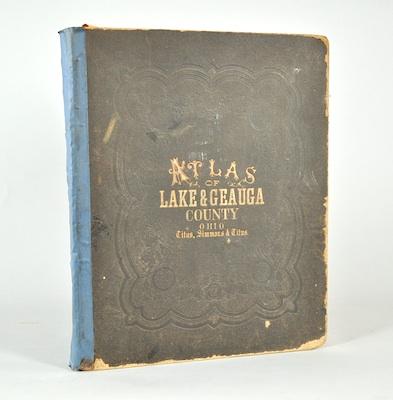 ATLAS
OF
LAKE & GEAUGA
COUNTY
OHIO
Titus, Simmons & Titus